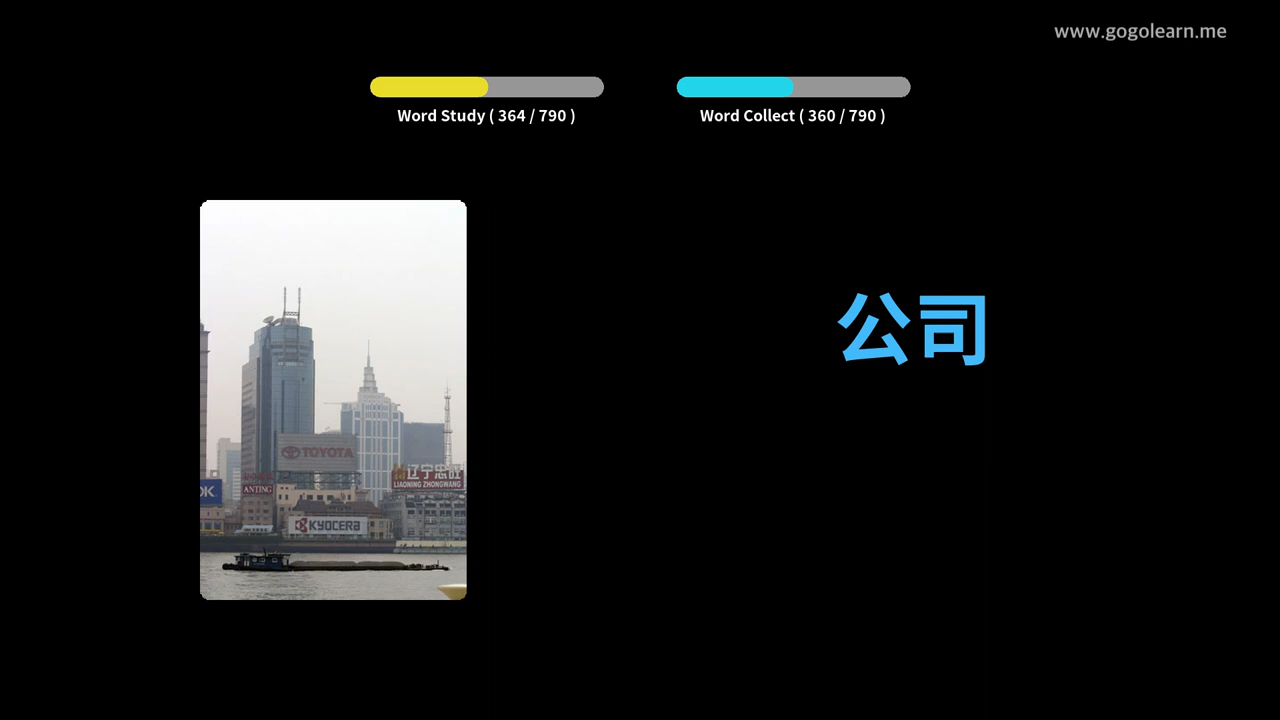 www.gogolearn.me
Word Study ( 364 / 790 )
Word Collect ( 360 / 790 )
公司
TOYOTA
辽宁忠旺
LIAONING ZHONGWANG
OK
ANTING
KYOCERA